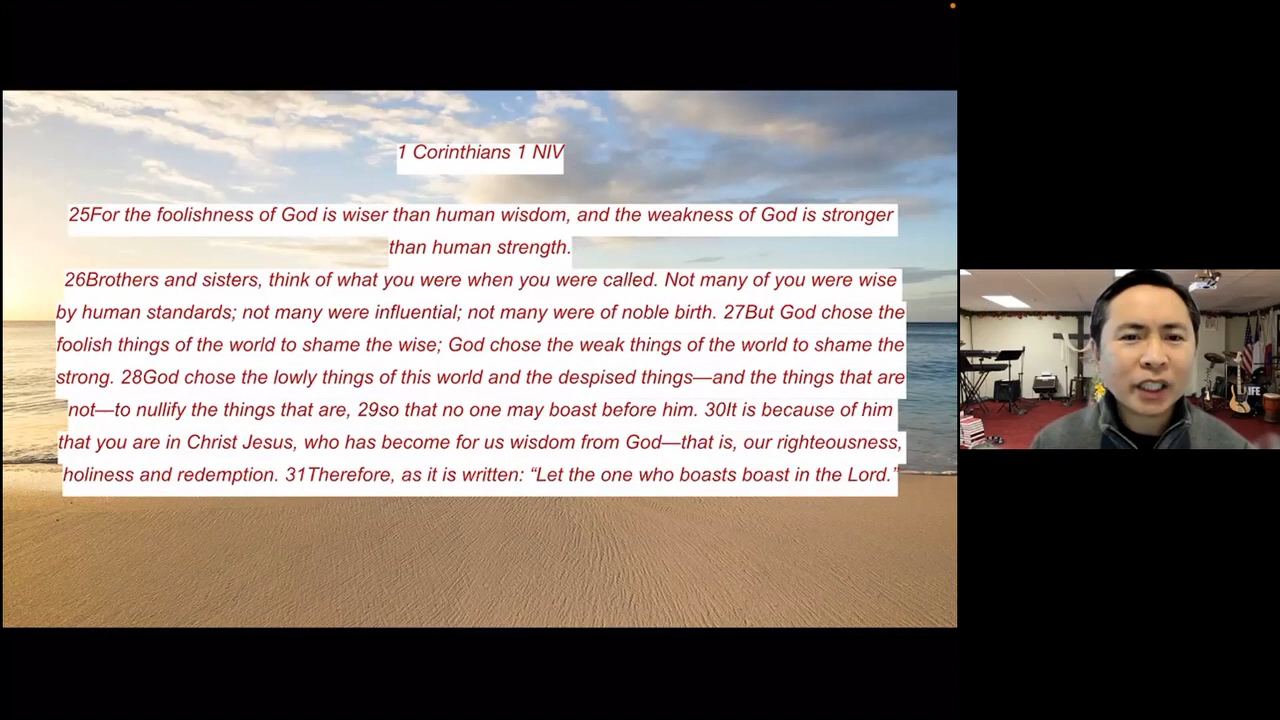 1 Corinthians 1 NIV
25For the foolishness of God is wiser than human wisdom, and the weakness of God is stronger
than human strength.
26Brothers and sisters, think of what you were when you were called. Not many of you were wise
by human standards; not many were influential; not many were of noble birth. 27But God chose the
foolish things of the world to shame the wise; God chose the weak things of the world to shame the
strong. 28God chose the lowly things of this world and the despised things—and the things that are
not—to nullify the things that are, 29so that no one may boast before him. 30It is because of him
that you are in Christ Jesus, who has become for us wisdom from God—that is, our righteousness,
holiness and redemption. 31Therefore, as it is written: “Let the one who boasts boast in the Lord.”
IFE